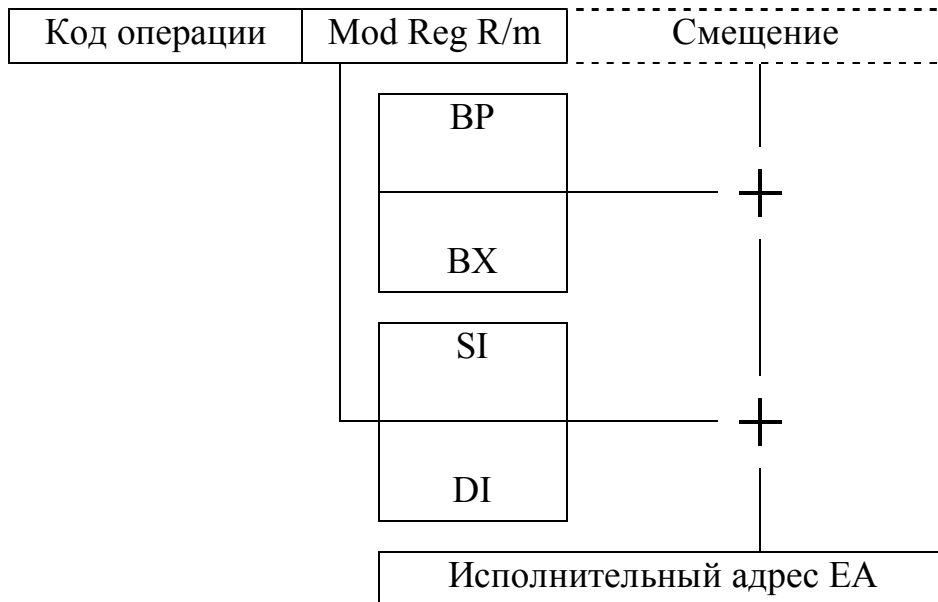 Код операции Mod Reg R/m Смещение
BP
BX
SI
DI
Исполнительный адрес EA